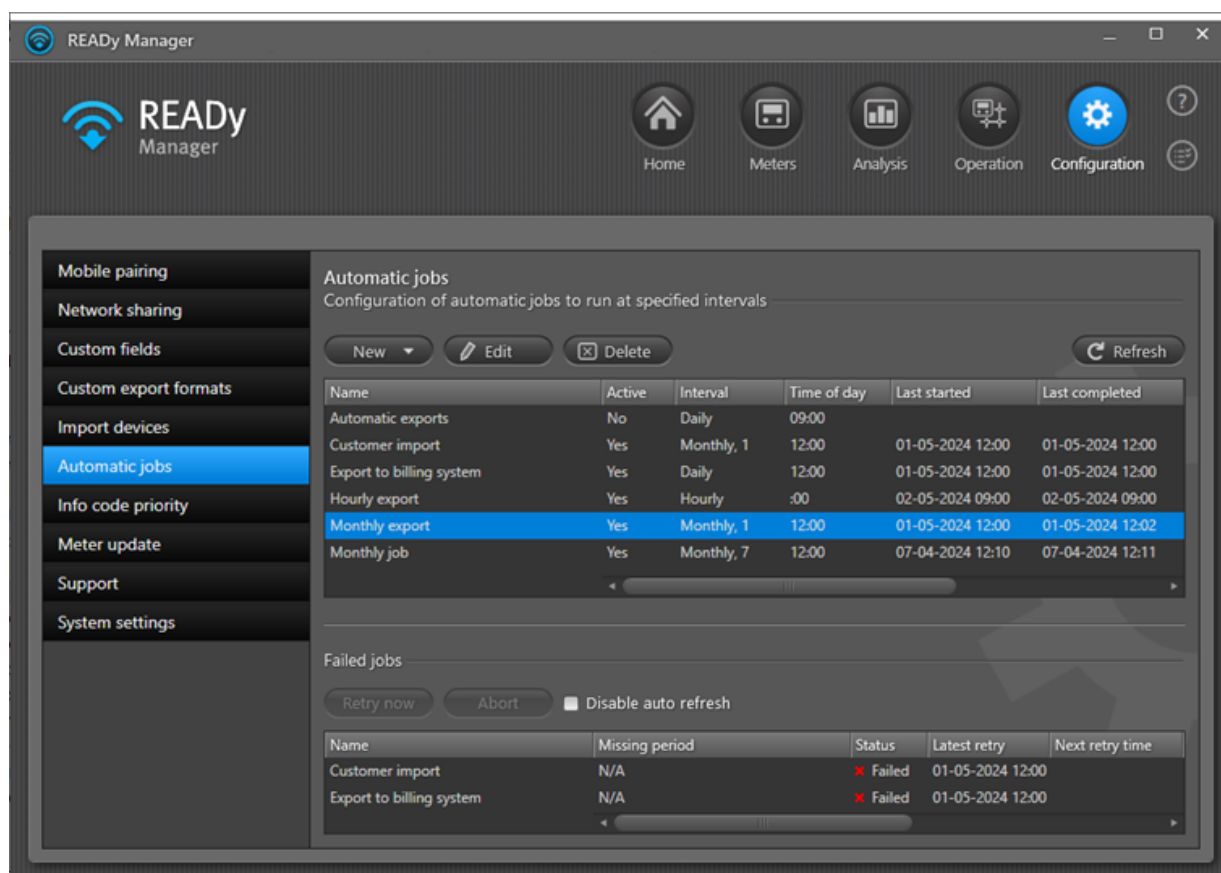 READy Manager
READy
Manager
Home Meters Analysis Operation Configuration
?
Mobile pairing
Network sharing
Custom fields
Custom export formats
Import devices
Automatic jobs
Info code priority
Meter update
Support
System settings
Automatic jobs
Configuration of automatic jobs to run at specified intervals
New Edit Delete Refresh
Name Active Interval Time of day Last started Last completed
Automatic exports No Daily 09:00
Customer import Yes Monthly, 1 12:00 01-05-2024 12:00 01-05-2024 12:00
Export to billing system Yes Daily 12:00 01-05-2024 12:00 01-05-2024 12:00
Hourly export Yes Hourly :00 02-05-2024 09:00 02-05-2024 09:00
Monthly export Yes Monthly, 1 12:00 01-05-2024 12:00 01-05-2024 12:02
Monthly job Yes Monthly, 7 12:00 07-04-2024 12:10 07-04-2024 12:11
Failed jobs
Retry now Abort Disable auto refresh
Name Missing period Status Latest retry Next retry time
Customer import N/A Failed 01-05-2024 12:00
Export to billing system N/A Failed 01-05-2024 12:00